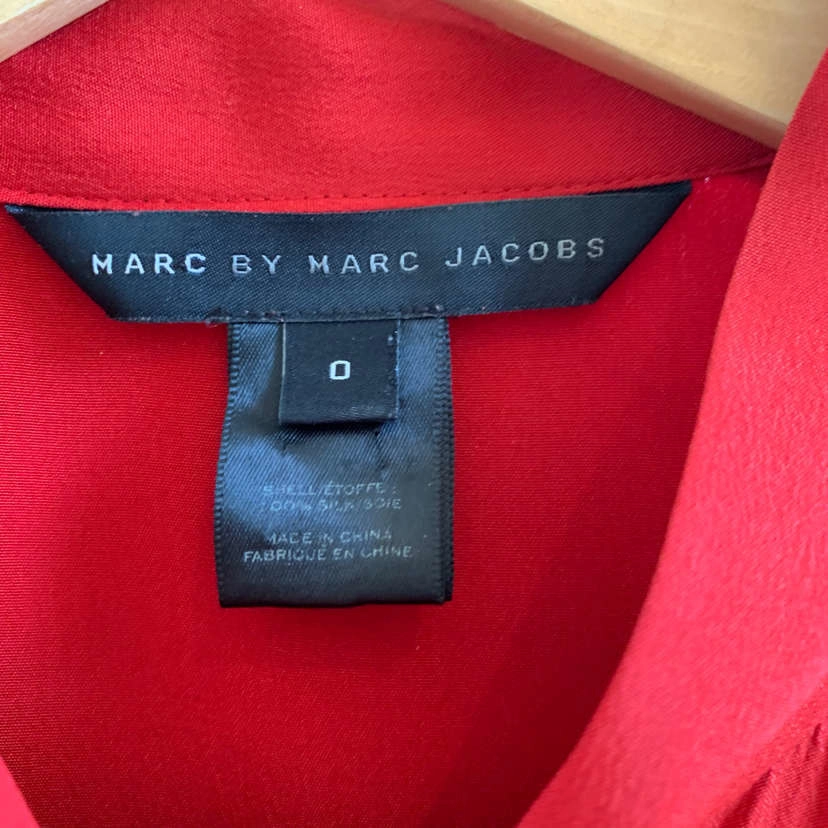 MARC BY MARC JACOBS
0
SHELL/ÉTOFFE :
100% SILK/SOIE
MADE IN CHINA
FABRIQUÉ EN CHINE